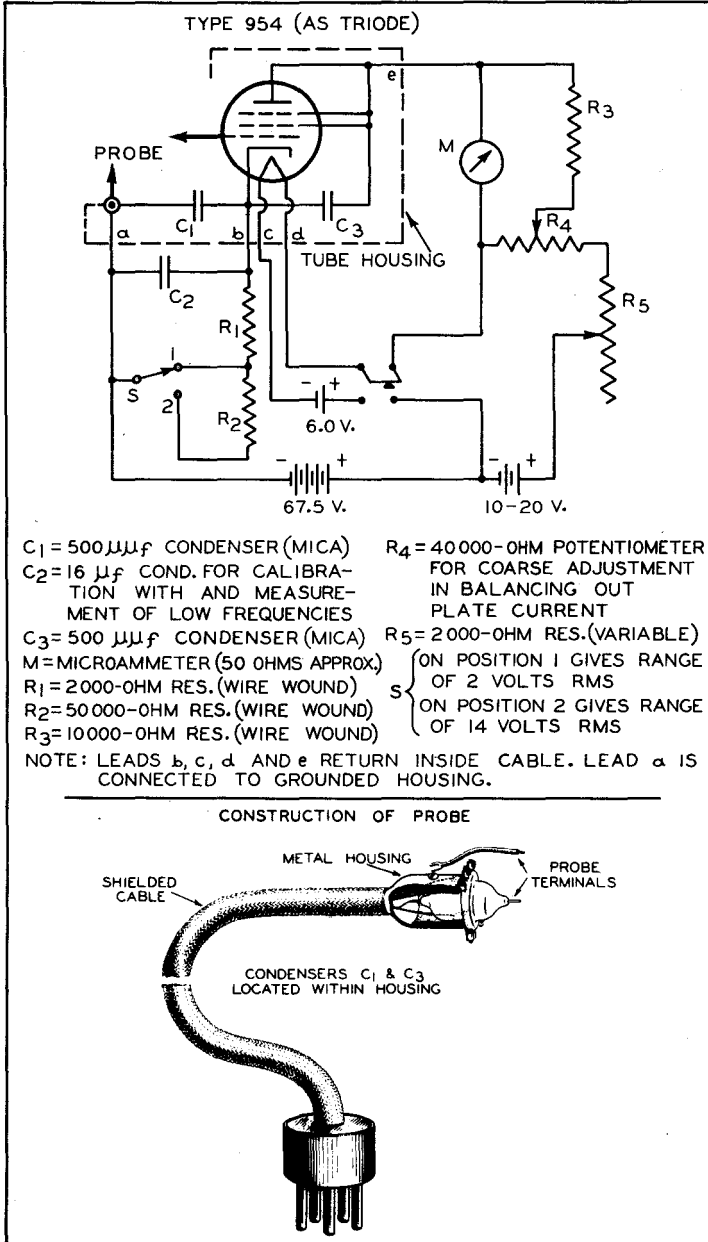 TYPE 954 (AS TRIODE)
e
R3
M
PROBE
R4
C1
C3
a
b
c
d
TUBE HOUSING
C2
R5
R1
1
S
2
R2
- +
6.0 V.
- +
67.5 V.
- +
10-20 V.
C1 = 500 μμf CONDENSER (MICA)
C2 = 16 μf COND. FOR CALIBRA-
TION WITH AND MEASURE-
MENT OF LOW FREQUENCIES
C3 = 500 μμf CONDENSER (MICA)
M = MICROAMMETER (50 OHMS APPROX.)
R1 = 2000-OHM RES. (WIRE WOUND)
R2 = 50000-OHM RES. (WIRE WOUND)
R3 = 10000-OHM RES. (WIRE WOUND)
R4 = 40000-OHM POTENTIOMETER
FOR COARSE ADJUSTMENT
IN BALANCING OUT
PLATE CURRENT
R5 = 2000-OHM RES. (VARIABLE)
S { ON POSITION 1 GIVES RANGE
OF 2 VOLTS RMS
ON POSITION 2 GIVES RANGE
OF 14 VOLTS RMS
NOTE: LEADS b, c, d AND e RETURN INSIDE CABLE. LEAD a IS
CONNECTED TO GROUNDED HOUSING.
CONSTRUCTION OF PROBE
METAL HOUSING
PROBE
TERMINALS
SHIELDED
CABLE
CONDENSERS C1 & C3
LOCATED WITHIN HOUSING